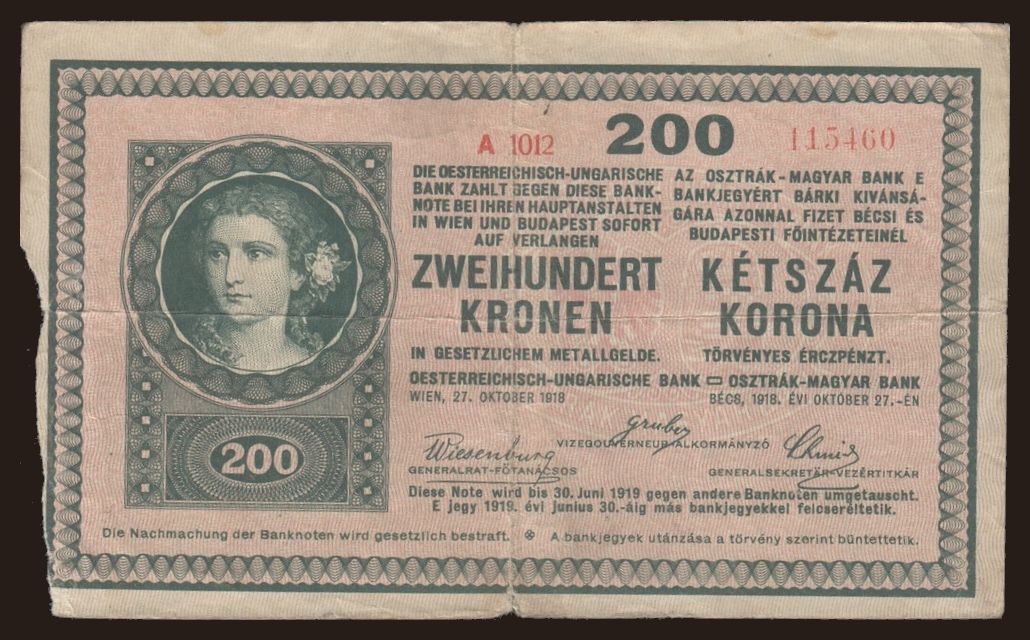 A 1012 200 115460
DIE OESTERREICHISCH-UNGARISCHE
BANK ZAHLT GEGEN DIESE BANK-
NOTE BEI IHREN HAUPTANSTALTEN
IN WIEN UND BUDAPEST SOFORT
AUF VERLANGEN
ZWEIHUNDERT
KRONEN
IN GESETZLICHEM METALLGELDE.
OESTERREICHISCH-UNGARISCHE BANK
WIEN, 27. OKTOBER 1918
AZ OSZTRÁK-MAGYAR BANK E
BANKJEGYÉRT BÁRKI KIVÁNSÁ-
GÁRA AZONNAL FIZET BÉCSI ÉS
BUDAPESTI FŐINTÉZETEINÉL
KÉTSZÁZ
KORONA
TÖRVÉNYES ÉRCZPÉNZT.
OSZTRÁK-MAGYAR BANK
BÉCS, 1918. ÉVI OKTÓBER 27.-ÉN
200
Wiesenburg
GENERALRAT-FŐTANÁCSOS
gruber
VIZEGOUVERNEUR-ALKORMÁNYZÓ
Schmid
GENERALSEKRETÄR-VEZÉRTITKÁR
Diese Note wird bis 30. Juni 1919 gegen andere Banknoten umgetauscht.
E jegy 1919. évi junius 30.-áig más bankjegyekkel felcseréltetik.
Die Nachmachung der Banknoten wird gesetzlich bestraft. A bankjegyek utánzása a törvény szerint büntettetik.